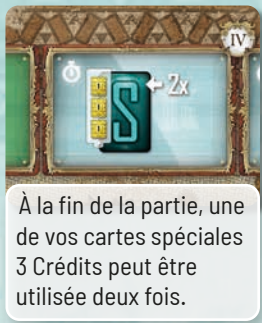 IV
S
2x
À la fin de la partie, une
de vos cartes spéciales
3 Crédits peut être
utilisée deux fois.